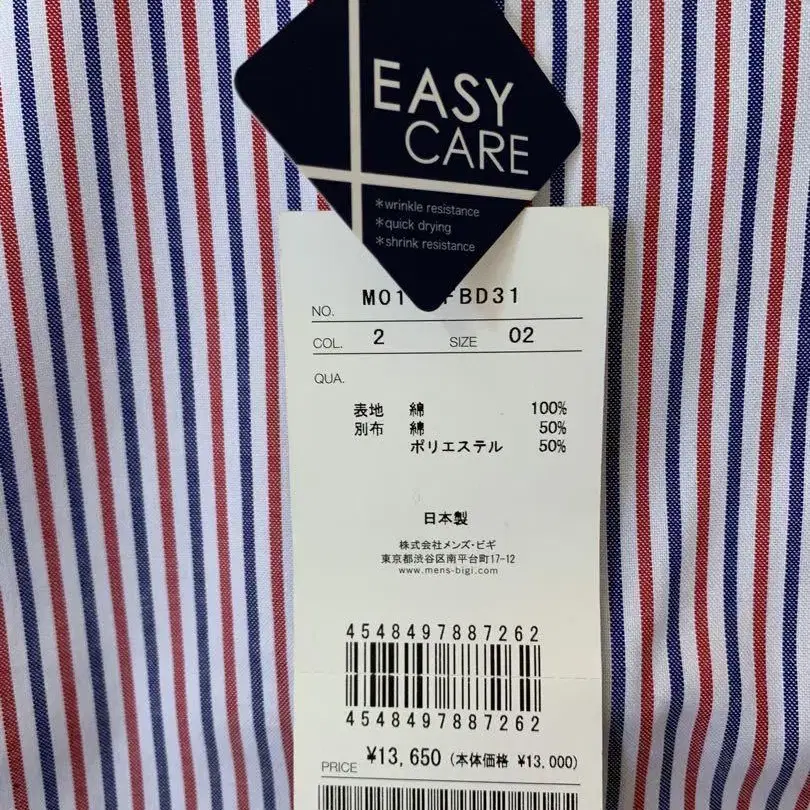 EASY
CARE
*wrinkle resistance
*quick drying
*shrink resistance
NO.
COL. 2 SIZE 02
QUA.
表地 綿 100%
別布 綿 50%
ポリエステル 50%
日本製
株式会社メンズ・ビギ
東京都渋谷区南平台町17-12
www.mens-bigi.com
4548497887262
4548497887262
PRICE ¥13,650 (本体価格 ¥13,000)